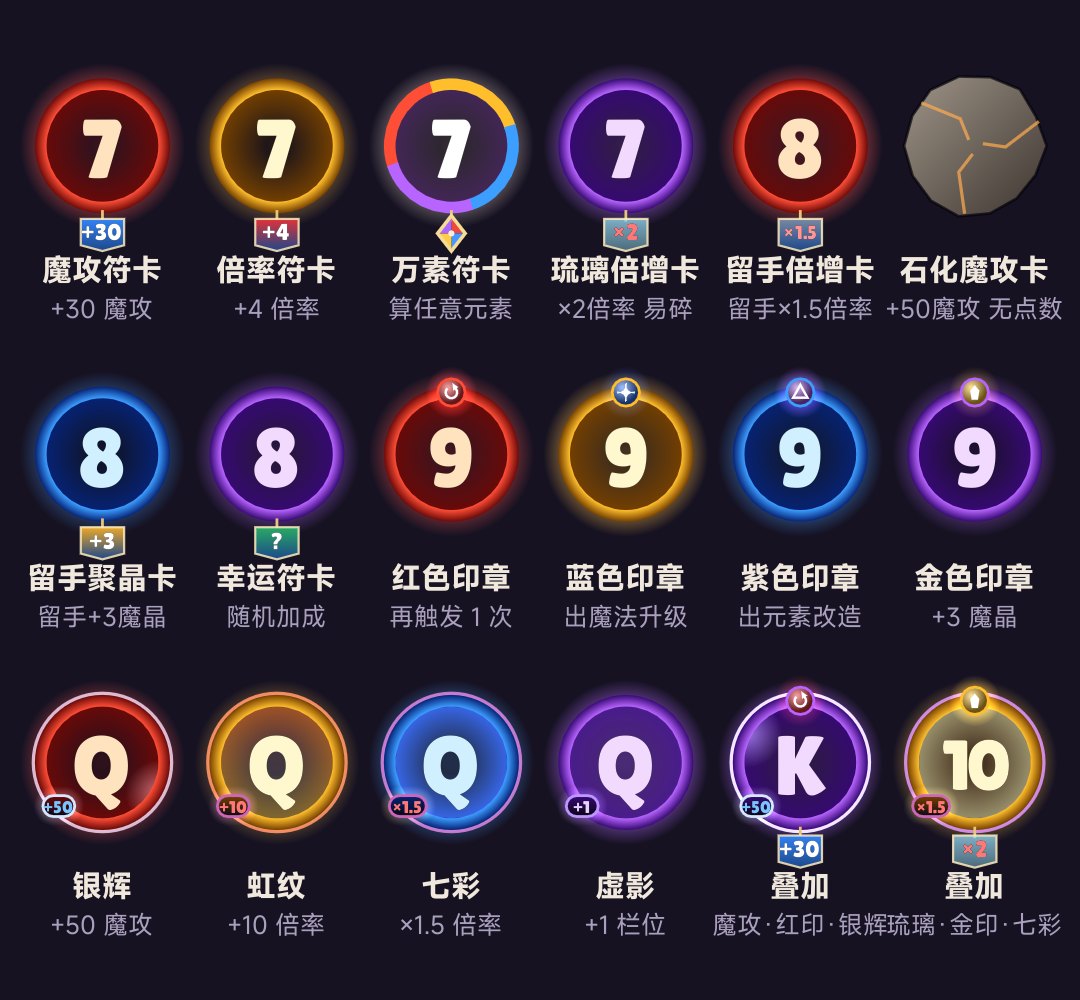 7 7 7 7 8
+30 +4 ×2 ×1.5
魔攻符卡 倍率符卡 万素符卡 琉璃倍增卡 留手倍增卡 石化魔攻卡
+30 魔攻 +4 倍率 算任意元素 ×2倍率 易碎 留手×1.5倍率 +50魔攻 无点数
8 8 9 9 9 9
+3 ?
留手聚晶卡 幸运符卡 红色印章 蓝色印章 紫色印章 金色印章
留手+3魔晶 随机加成 再触发 1 次 出魔法升级 出元素改造 +3 魔晶
Q Q Q Q K 10
+50 +10 ×1.5 +1 +50 ×1.5
+30 ×2
银辉 虹纹 七彩 虚影 叠加 叠加
+50 魔攻 +10 倍率 ×1.5 倍率 +1 栏位 魔攻·红印·银辉 琉璃·金印·七彩